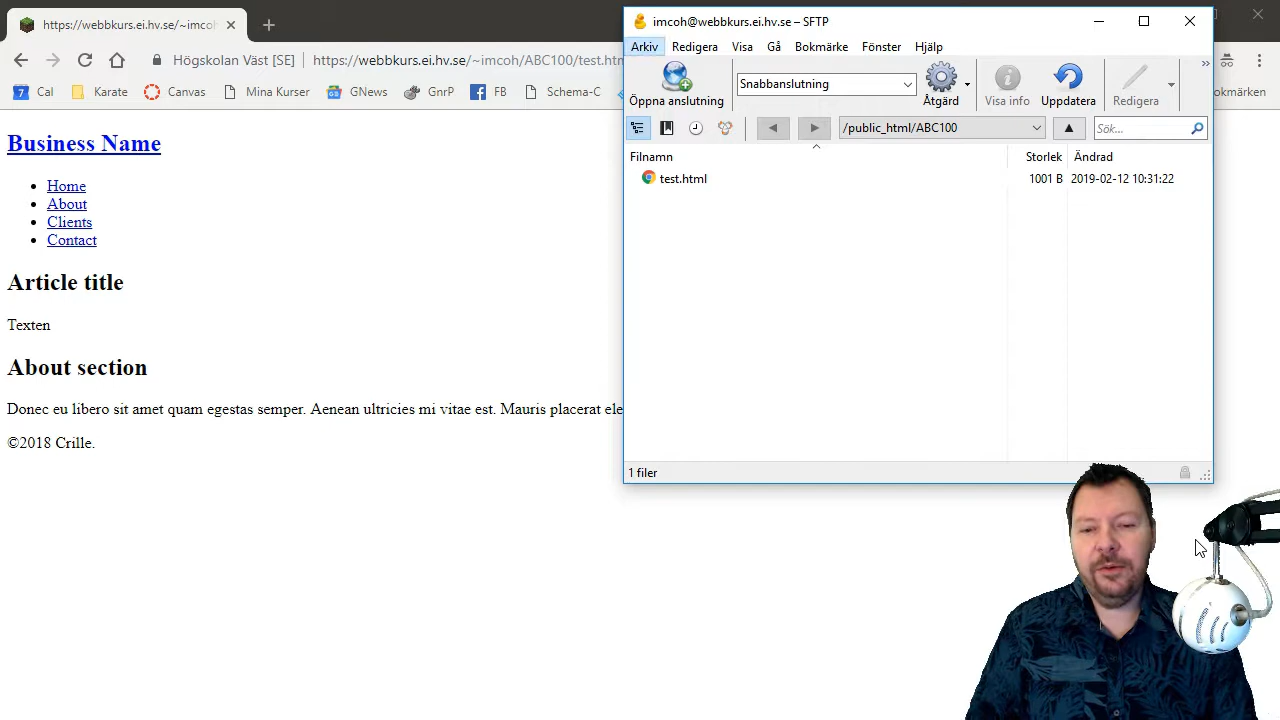 https://webbkurs.ei.hv.se/~imcoh
Högskolan Väst [SE]
https://webbkurs.ei.hv.se/~imcoh/ABC100/test.htm
Cal
Karate
Canvas
Mina Kurser
GNews
GnrP
FB
Schema-C
okmärken
Business Name
Home
About
Clients
Contact
Article title
Texten
About section
Donec eu libero sit amet quam egestas semper. Aenean ultricies mi vitae est. Mauris placerat ele
©2018 Crille.
imcoh@webbkurs.ei.hv.se – SFTP
Arkiv Redigera Visa Gå Bokmärke Fönster Hjälp
Öppna anslutning
Snabbanslutning
Åtgärd
Visa info
Uppdatera
Redigera
/public_html/ABC100
Sök...
Filnamn Storlek Ändrad
test.html 1001 B 2019-02-12 10:31:22
1 filer